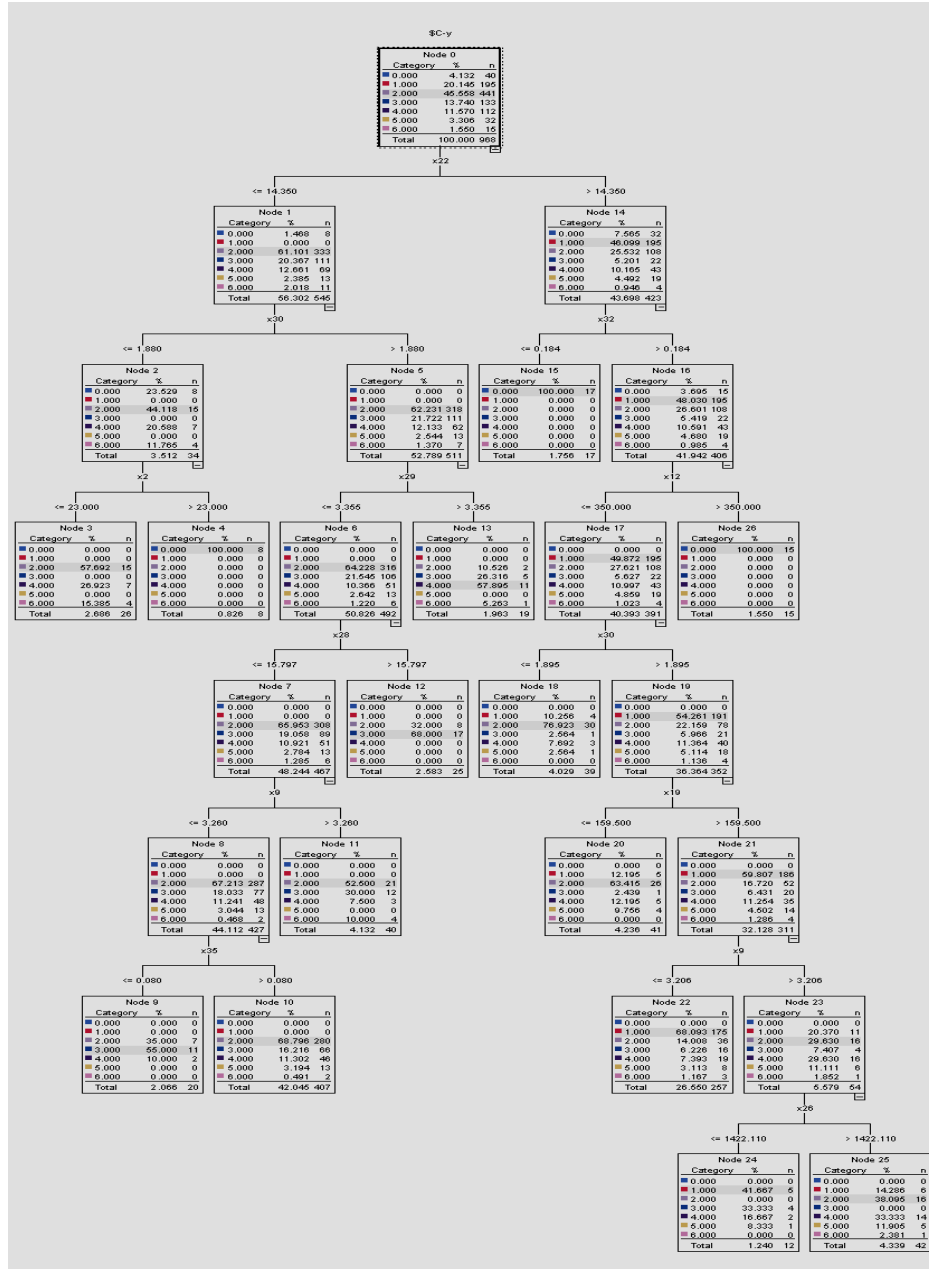 $C-y
Node 0
Category % n
0.000 4.132 40
1.000 20.145 195
2.000 45.558 441
3.000 13.740 133
4.000 11.570 112
5.000 3.306 32
6.000 1.550 15
Total 100.000 968
x22
<= 14.350
> 14.350
Node 1
Category % n
0.000 1.468 8
1.000 0.000 0
2.000 61.101 333
3.000 20.367 111
4.000 12.661 69
5.000 2.385 13
6.000 2.018 11
Total 56.302 545
Node 14
Category % n
0.000 7.565 32
1.000 46.099 195
2.000 25.532 108
3.000 5.201 22
4.000 10.165 43
5.000 4.492 19
6.000 0.946 4
Total 43.698 423
x30
x32
<= 1.880
> 1.880
<= 0.184
> 0.184
Node 2
Category % n
0.000 23.529 8
1.000 0.000 0
2.000 44.118 15
3.000 0.000 0
4.000 20.588 7
5.000 0.000 0
6.000 11.765 4
Total 3.512 34
Node 5
Category % n
0.000 0.000 0
1.000 0.000 0
2.000 62.231 318
3.000 21.722 111
4.000 12.133 62
5.000 2.544 13
6.000 1.370 7
Total 52.789 511
Node 15
Category % n
0.000 100.000 17
1.000 0.000 0
2.000 0.000 0
3.000 0.000 0
4.000 0.000 0
5.000 0.000 0
6.000 0.000 0
Total 1.756 17
Node 16
Category % n
0.000 3.695 15
1.000 48.030 195
2.000 26.601 108
3.000 5.419 22
4.000 10.591 43
5.000 4.680 19
6.000 0.985 4
Total 41.942 406
x2
x29
x12
<= 23.000
> 23.000
<= 3.355
> 3.355
<= 350.000
> 350.000
Node 3
Category % n
0.000 0.000 0
1.000 0.000 0
2.000 57.692 15
3.000 0.000 0
4.000 26.923 7
5.000 0.000 0
6.000 15.385 4
Total 2.686 26
Node 4
Category % n
0.000 100.000 8
1.000 0.000 0
2.000 0.000 0
3.000 0.000 0
4.000 0.000 0
5.000 0.000 0
6.000 0.000 0
Total 0.826 8
Node 6
Category % n
0.000 0.000 0
1.000 0.000 0
2.000 64.228 316
3.000 21.545 106
4.000 10.366 51
5.000 2.642 13
6.000 1.220 6
Total 50.826 492
Node 13
Category % n
0.000 0.000 0
1.000 0.000 0
2.000 10.526 2
3.000 26.316 5
4.000 57.895 11
5.000 0.000 0
6.000 5.263 1
Total 1.963 19
Node 17
Category % n
0.000 0.000 0
1.000 49.872 195
2.000 27.621 108
3.000 5.627 22
4.000 10.997 43
5.000 4.859 19
6.000 1.023 4
Total 40.393 391
Node 26
Category % n
0.000 100.000 15
1.000 0.000 0
2.000 0.000 0
3.000 0.000 0
4.000 0.000 0
5.000 0.000 0
6.000 0.000 0
Total 1.550 15
x28
x30
<= 15.797
> 15.797
<= 1.895
> 1.895
Node 7
Category % n
0.000 0.000 0
1.000 0.000 0
2.000 65.953 308
3.000 19.058 89
4.000 10.921 51
5.000 2.784 13
6.000 1.285 6
Total 48.244 467
Node 12
Category % n
0.000 0.000 0
1.000 0.000 0
2.000 32.000 8
3.000 68.000 17
4.000 0.000 0
5.000 0.000 0
6.000 0.000 0
Total 2.583 25
Node 18
Category % n
0.000 0.000 0
1.000 10.256 4
2.000 76.923 30
3.000 2.564 1
4.000 7.692 3
5.000 2.564 1
6.000 0.000 0
Total 4.029 39
Node 19
Category % n
0.000 0.000 0
1.000 54.261 191
2.000 22.159 78
3.000 5.966 21
4.000 11.364 40
5.000 5.114 18
6.000 1.136 4
Total 36.364 352
x9
x19
<= 3.260
> 3.260
<= 159.500
> 159.500
Node 8
Category % n
0.000 0.000 0
1.000 0.000 0
2.000 67.213 287
3.000 18.033 77
4.000 11.241 48
5.000 3.044 13
6.000 0.468 2
Total 44.112 427
Node 11
Category % n
0.000 0.000 0
1.000 0.000 0
2.000 52.500 21
3.000 30.000 12
4.000 7.500 3
5.000 0.000 0
6.000 10.000 4
Total 4.132 40
Node 20
Category % n
0.000 0.000 0
1.000 12.195 5
2.000 63.415 26
3.000 2.439 1
4.000 12.195 5
5.000 9.756 4
6.000 0.000 0
Total 4.236 41
Node 21
Category % n
0.000 0.000 0
1.000 59.807 186
2.000 16.720 52
3.000 6.431 20
4.000 11.254 35
5.000 4.502 14
6.000 1.286 4
Total 32.128 311
x35
x9
<= 0.080
> 0.080
<= 3.206
> 3.206
Node 9
Category % n
0.000 0.000 0
1.000 0.000 0
2.000 35.000 7
3.000 55.000 11
4.000 10.000 2
5.000 0.000 0
6.000 0.000 0
Total 2.066 20
Node 10
Category % n
0.000 0.000 0
1.000 0.000 0
2.000 68.796 280
3.000 16.216 66
4.000 11.302 46
5.000 3.194 13
6.000 0.491 2
Total 42.045 407
Node 22
Category % n
0.000 0.000 0
1.000 68.093 175
2.000 14.008 36
3.000 6.226 16
4.000 7.393 19
5.000 3.113 8
6.000 1.167 3
Total 26.550 257
Node 23
Category % n
0.000 0.000 0
1.000 20.370 11
2.000 29.630 16
3.000 7.407 4
4.000 29.630 16
5.000 11.111 6
6.000 1.852 1
Total 5.579 54
x26
<= 1422.110
> 1422.110
Node 24
Category % n
0.000 0.000 0
1.000 41.667 5
2.000 0.000 0
3.000 33.333 4
4.000 16.667 2
5.000 8.333 1
6.000 0.000 0
Total 1.240 12
Node 25
Category % n
0.000 0.000 0
1.000 14.286 6
2.000 38.095 16
3.000 0.000 0
4.000 33.333 14
5.000 11.905 5
6.000 2.381 1
Total 4.339 42